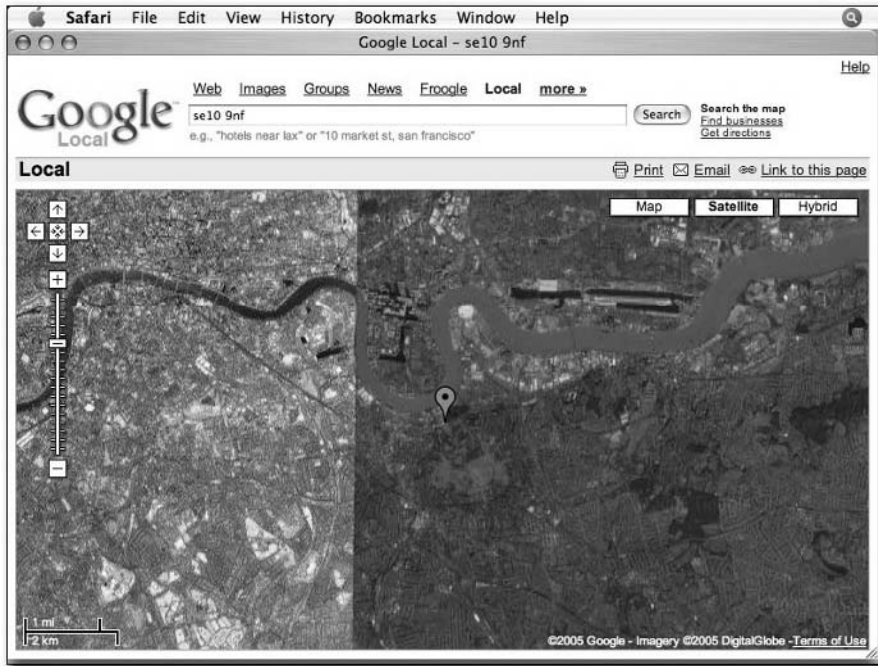 Safari File Edit View History Bookmarks Window Help
Google Local – se10 9nf
Help
Google
Local
Web Images Groups News Froogle Local more »
se10 9nf
Search
e.g., "hotels near lax" or "10 market st, san francisco"
Search the map
Find businesses
Get directions
Local
Print Email Link to this page
Map Satellite Hybrid
1 mi
2 km
©2005 Google - Imagery ©2005 DigitalGlobe -Terms of Use